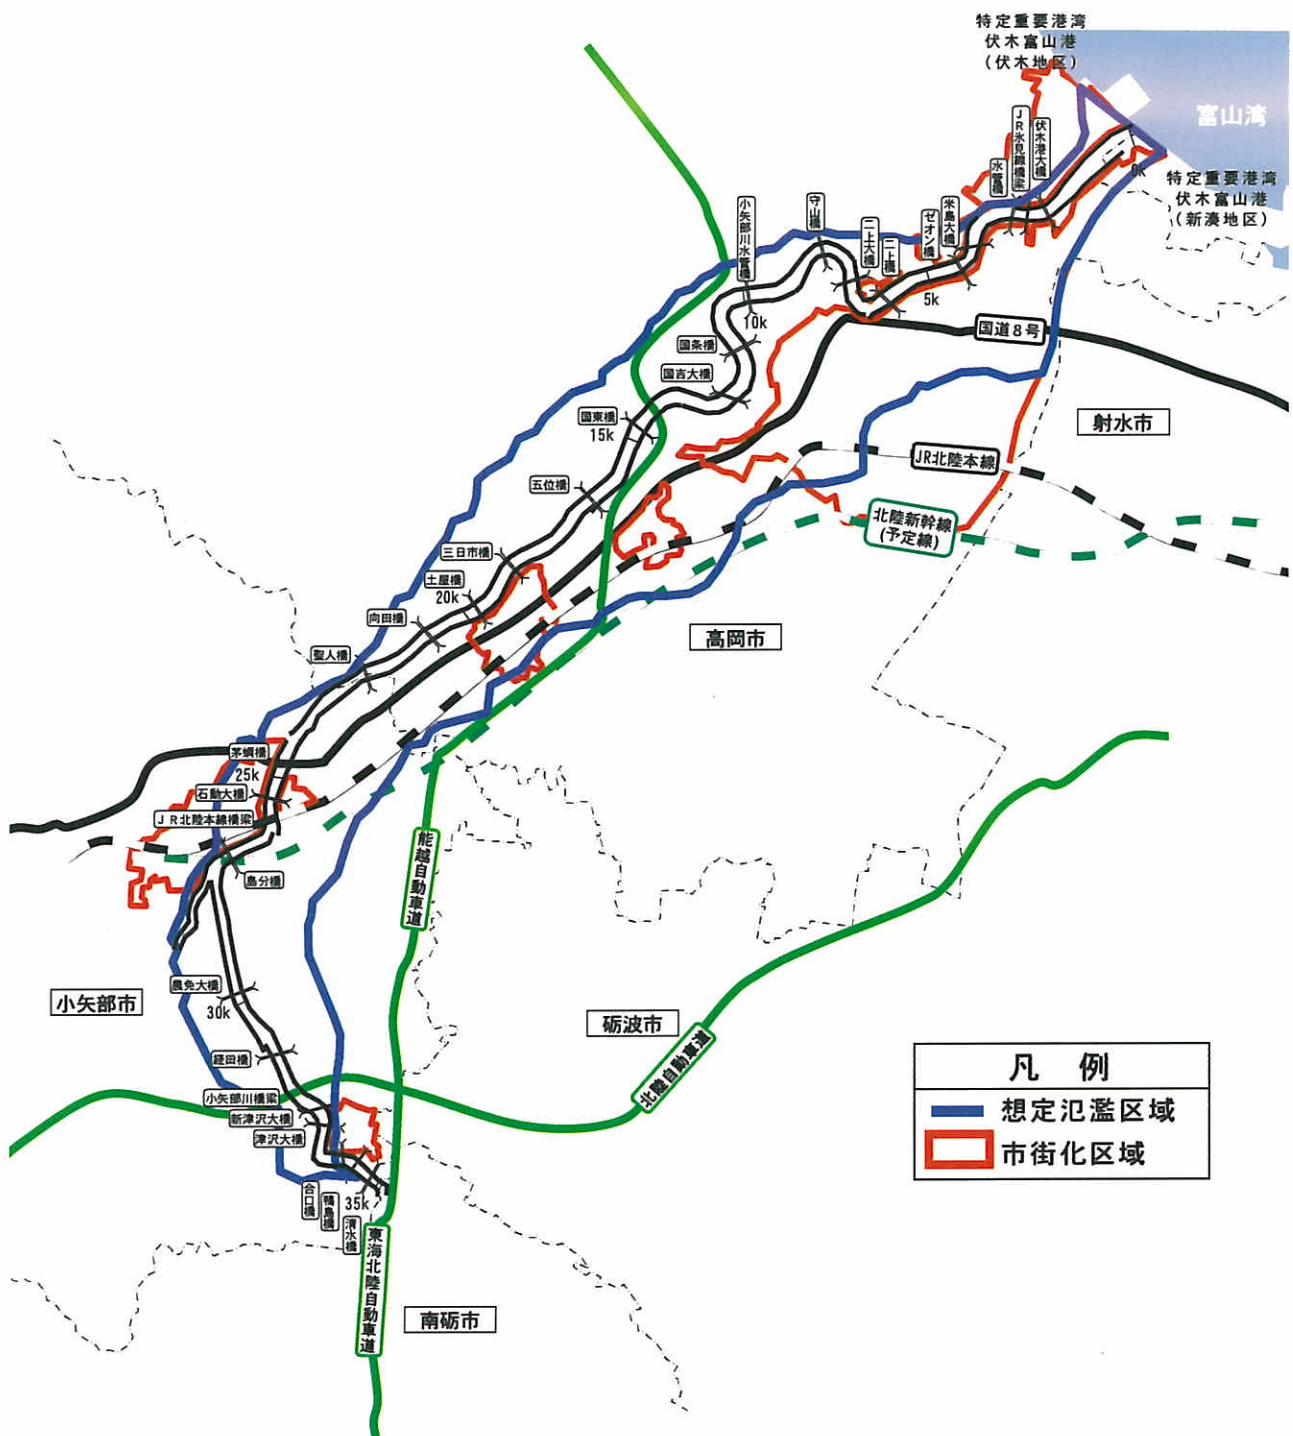 特定重要港湾
伏木富山港
(伏木地区)
富山湾
特定重要港湾
伏木富山港
(新湊地区)
0k
伏木港大橋
JR氷見線橋梁
水管橋
米島大橋
ゼオン橋
5k
二上橋
二上大橋
守山橋
小矢部川水管橋
10k
国条橋
国吉大橋
国東橋
15k
五位橋
三日市橋
土屋橋
20k
向田橋
聖人橋
茅蜩橋
25k
石動大橋
JR北陸本線橋梁
島分橋
農免大橋
30k
経田橋
小矢部川橋梁
新津沢大橋
津沢大橋
合口橋
鴨島橋
35k
清水橋
国道8号
射水市
JR北陸本線
北陸新幹線
(予定線)
高岡市
能越自動車道
小矢部市
砺波市
北陸自動車道
東海北陸自動車道
南砺市
凡 例
想定氾濫区域
市街化区域